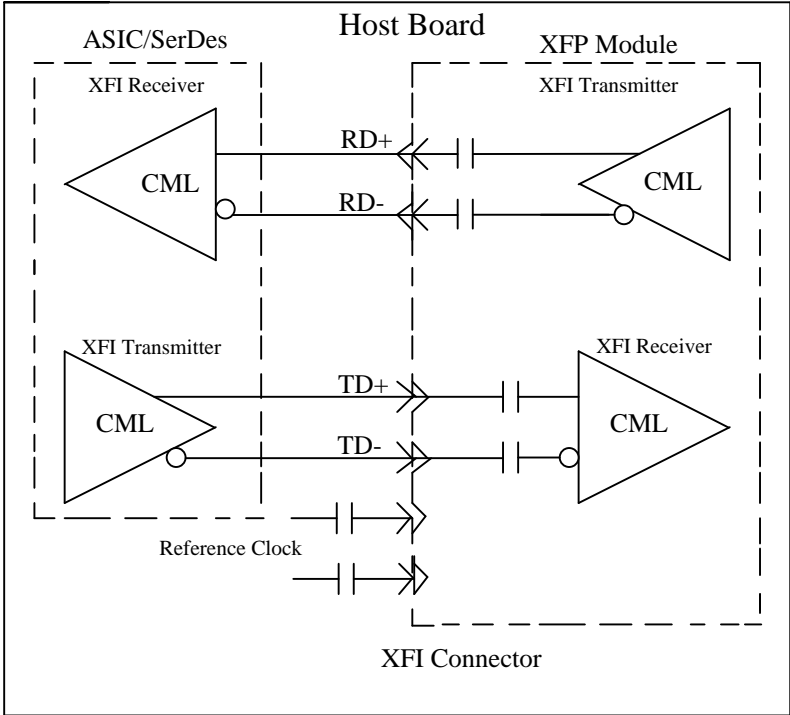 Host Board
ASIC/SerDes
XFP Module
XFI Receiver
XFI Transmitter
RD+
CML
CML
RD-
XFI Transmitter
XFI Receiver
TD+
CML
CML
TD-
Reference Clock
XFI Connector